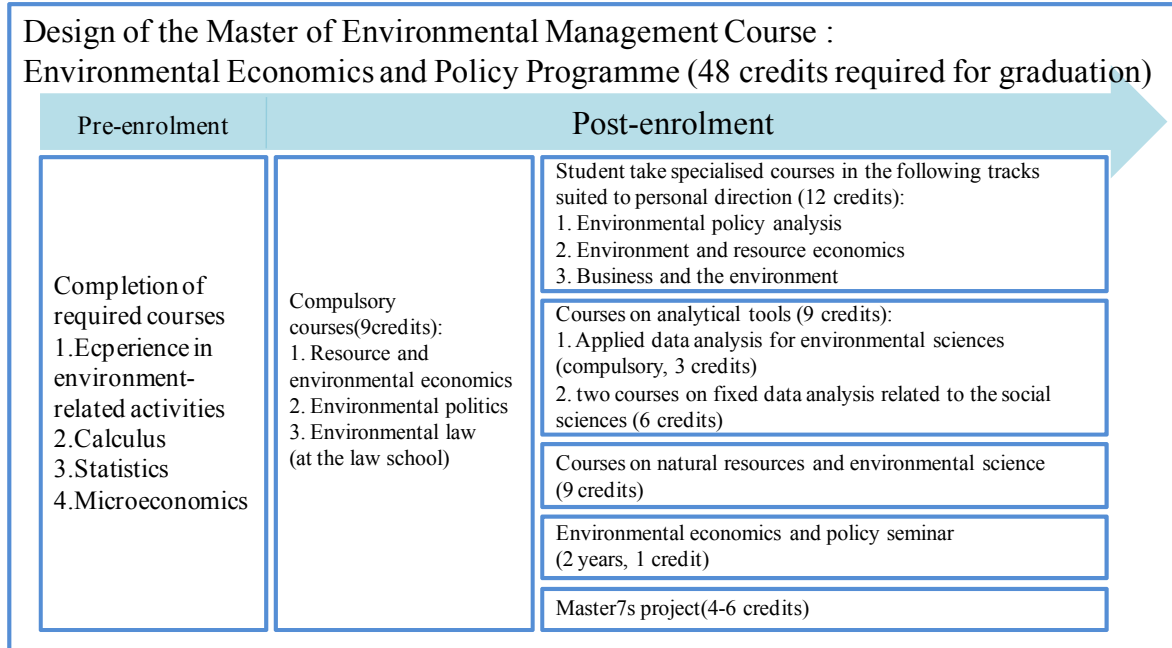 Design of the Master of Environmental Management Course :
Environmental Economics and Policy Programme (48 credits required for graduation)
Pre-enrolment
Post-enrolment
Completion of
required courses
1.Ecperience in
environment-
related activities
2.Calculus
3.Statistics
4.Microeconomics
Compulsory
courses(9credits):
1. Resource and
environmental economics
2. Environmental politics
3. Environmental law
(at the law school)
Student take specialised courses in the following tracks
suited to personal direction (12 credits):
1. Environmental policy analysis
2. Environment and resource economics
3. Business and the environment
Courses on analytical tools (9 credits):
1. Applied data analysis for environmental sciences
(compulsory, 3 credits)
2. two courses on fixed data analysis related to the social
sciences (6 credits)
Courses on natural resources and environmental science
(9 credits)
Environmental economics and policy seminar
(2 years, 1 credit)
Master7s project(4-6 credits)